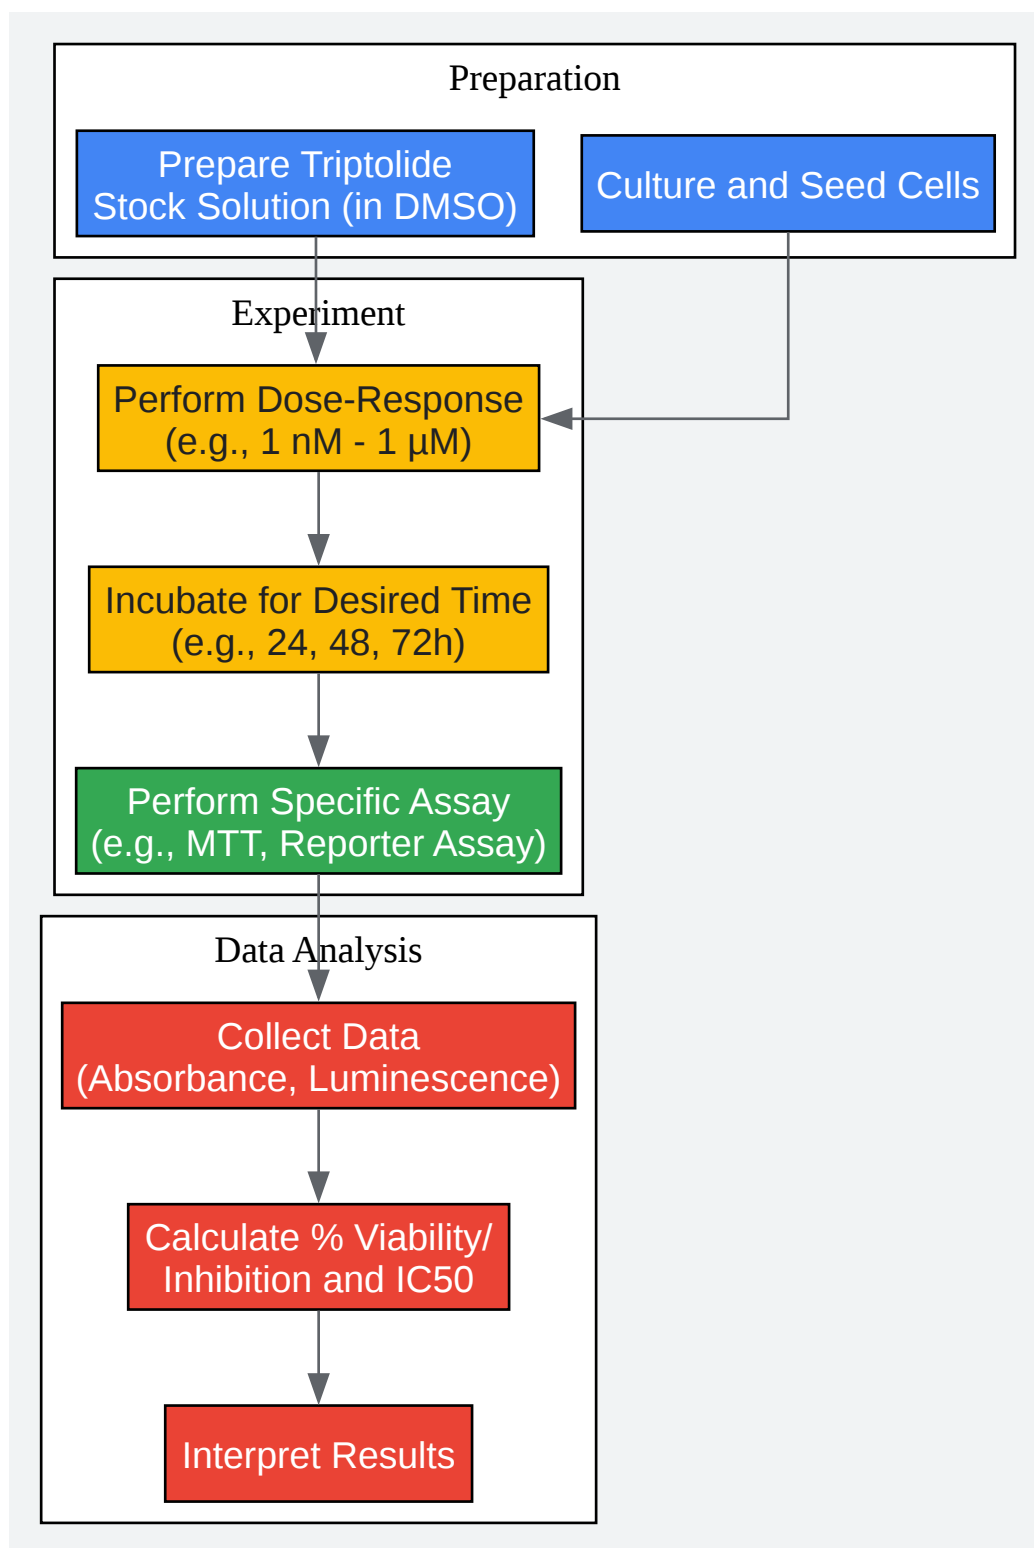 Preparation
Prepare Triptolide
Stock Solution (in DMSO)
Culture and Seed Cells
Experiment
Perform Dose-Response
(e.g., 1 nM - 1 µM)
Incubate for Desired Time
(e.g., 24, 48, 72h)
Perform Specific Assay
(e.g., MTT, Reporter Assay)
Data Analysis
Collect Data
(Absorbance, Luminescence)
Calculate % Viability/
Inhibition and IC50
Interpret Results